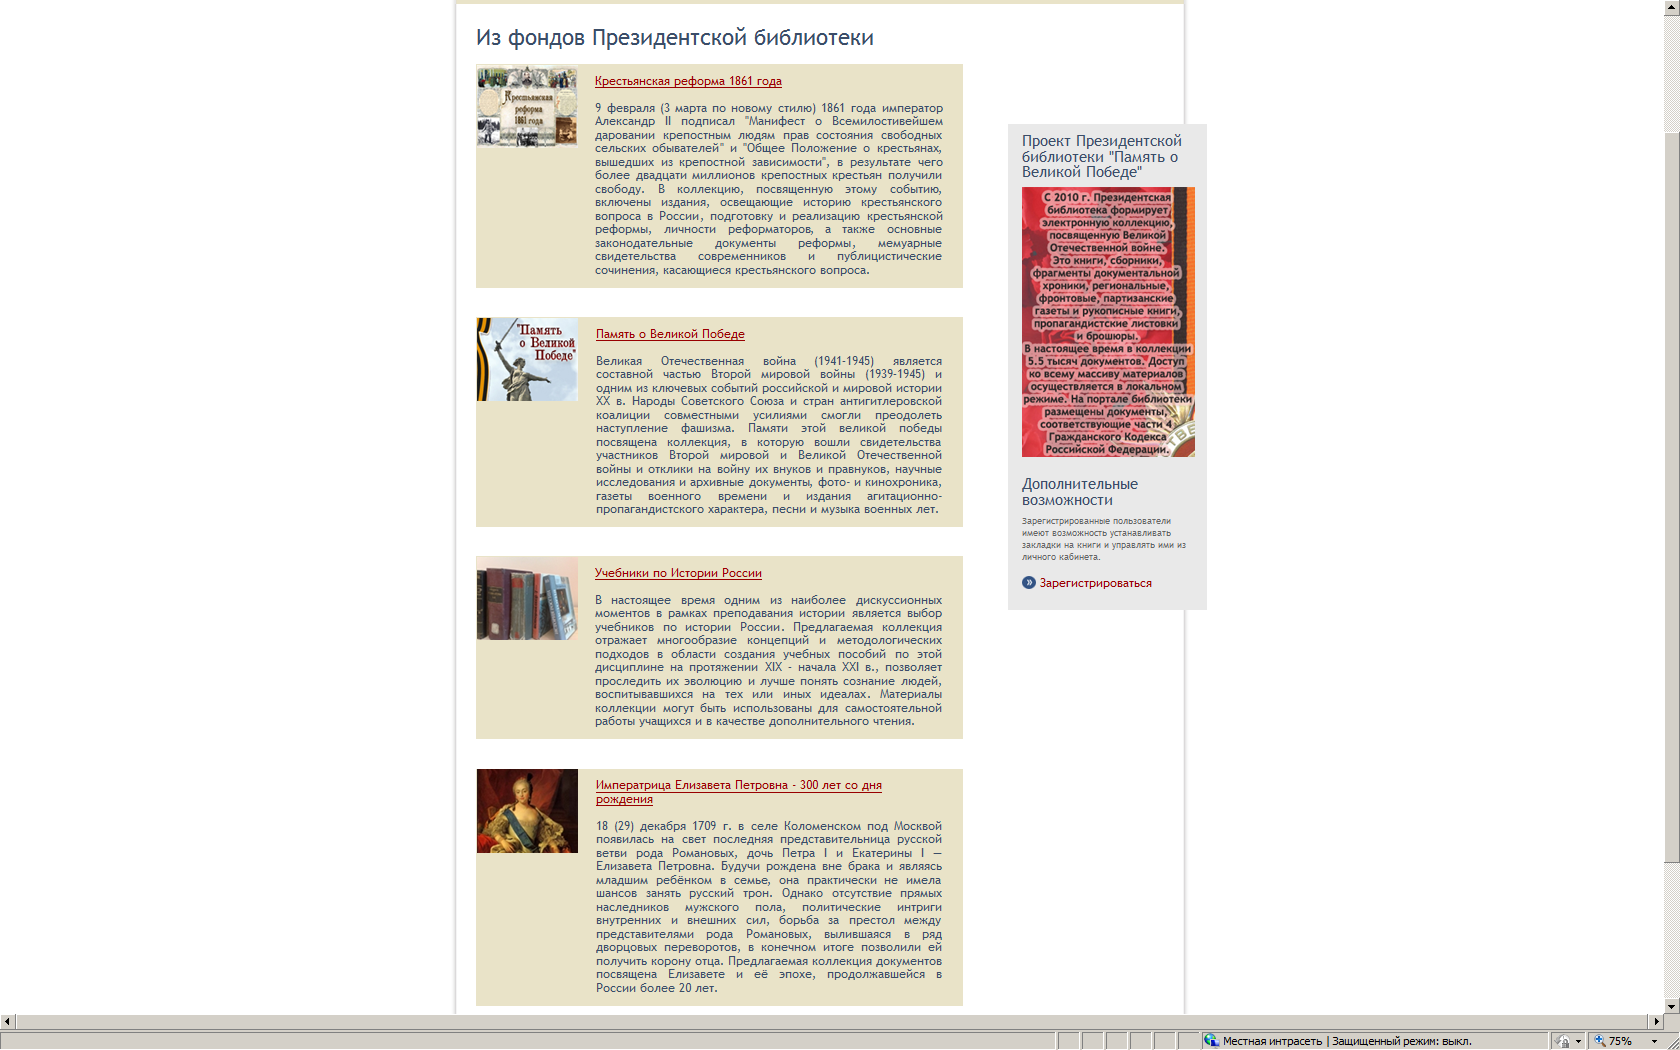 Из фондов Президентской библиотеки
Крестьянская
реформа
1861 года
Крестьянская реформа 1861 года
9 февраля (3 марта по новому стилю) 1861 года император
Александр II подписал "Манифест о Всемилостивейшем
даровании крепостным людям прав состояния свободных
сельских обывателей" и "Общее Положение о крестьянах,
вышедших из крепостной зависимости", в результате чего
более двадцати миллионов крепостных крестьян получили
свободу. В коллекцию, посвященную этому событию,
включены издания, освещающие историю крестьянского
вопроса в России, подготовку и реализацию крестьянской
реформы, личности реформаторов, а также основные
законодательные документы реформы, мемуарные
свидетельства современников и публицистические
сочинения, касающиеся крестьянского вопроса.
"Память
о Великой
Победе"
Память о Великой Победе
Великая Отечественная война (1941-1945) является
составной частью Второй мировой войны (1939-1945) и
одним из ключевых событий российской и мировой истории
XX в. Народы Советского Союза и стран антигитлеровской
коалиции совместными усилиями смогли преодолеть
наступление фашизма. Памяти этой великой победы
посвящена коллекция, в которую вошли свидетельства
участников Второй мировой и Великой Отечественной
войны и отклики на войну их внуков и правнуков, научные
исследования и архивные документы, фото- и кинохроника,
газеты военного времени и издания агитационно-
пропагандистского характера, песни и музыка военных лет.
Учебники по Истории России
В настоящее время одним из наиболее дискуссионных
моментов в рамках преподавания истории является выбор
учебников по истории России. Предлагаемая коллекция
отражает многообразие концепций и методологических
подходов в области создания учебных пособий по этой
дисциплине на протяжении XIX - начала XXI в., позволяет
проследить их эволюцию и лучше понять сознание людей,
воспитывавшихся на тех или иных идеалах. Материалы
коллекции могут быть использованы для самостоятельной
работы учащихся и в качестве дополнительного чтения.
Императрица Елизавета Петровна - 300 лет со дня
рождения
18 (29) декабря 1709 г. в селе Коломенском под Москвой
появилась на свет последняя представительница русской
ветви рода Романовых, дочь Петра I и Екатерины I —
Елизавета Петровна. Будучи рождена вне брака и являясь
младшим ребёнком в семье, она практически не имела
шансов занять русский трон. Однако отсутствие прямых
наследников мужского пола, политические интриги
внутренних и внешних сил, борьба за престол между
представителями рода Романовых, вылившаяся в ряд
дворцовых переворотов, в конечном итоге позволили ей
получить корону отца. Предлагаемая коллекция документов
посвящена Елизавете и её эпохе, продолжавшейся в
России более 20 лет.
Проект Президентской
библиотеки "Память о
Великой Победе"
С 2010 г. Президентская
библиотека формирует
электронную коллекцию,
посвященную Великой
Отечественной войне.
Это книги, сборники,
фрагменты документальной
хроники, региональные,
фронтовые, партизанские
газеты и рукописные книги,
пропагандистские листовки
и брошюры.
В настоящее время в коллекции
5.5 тысяч документов. Доступ
ко всему массиву материалов
осуществляется в локальном
режиме. На портале библиотеки
размещены документы,
соответствующие части 4
Гражданского Кодекса
Российской Федерации.
Дополнительные
возможности
Зарегистрированные пользователи
имеют возможность устанавливать
закладки на книги и управлять ими из
личного кабинета.
Зарегистрироваться
Местная интрасеть | Защищенный режим: выкл.
75%